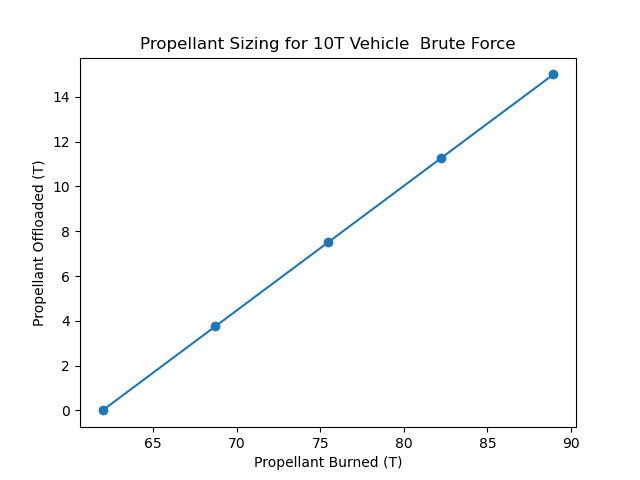 Propellant Sizing for 10T Vehicle  Brute Force
14
12
10
8
6
4
2
0
Propellant Offloaded (T)
65 70 75 80 85 90
Propellant Burned (T)